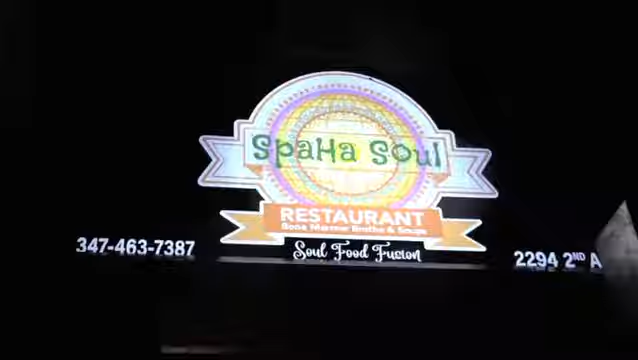 SpaHa Soul
RESTAURANT
Bone Marrow Broths & Soups
Soul Food Fusion
347-463-7387
2294 2ND A